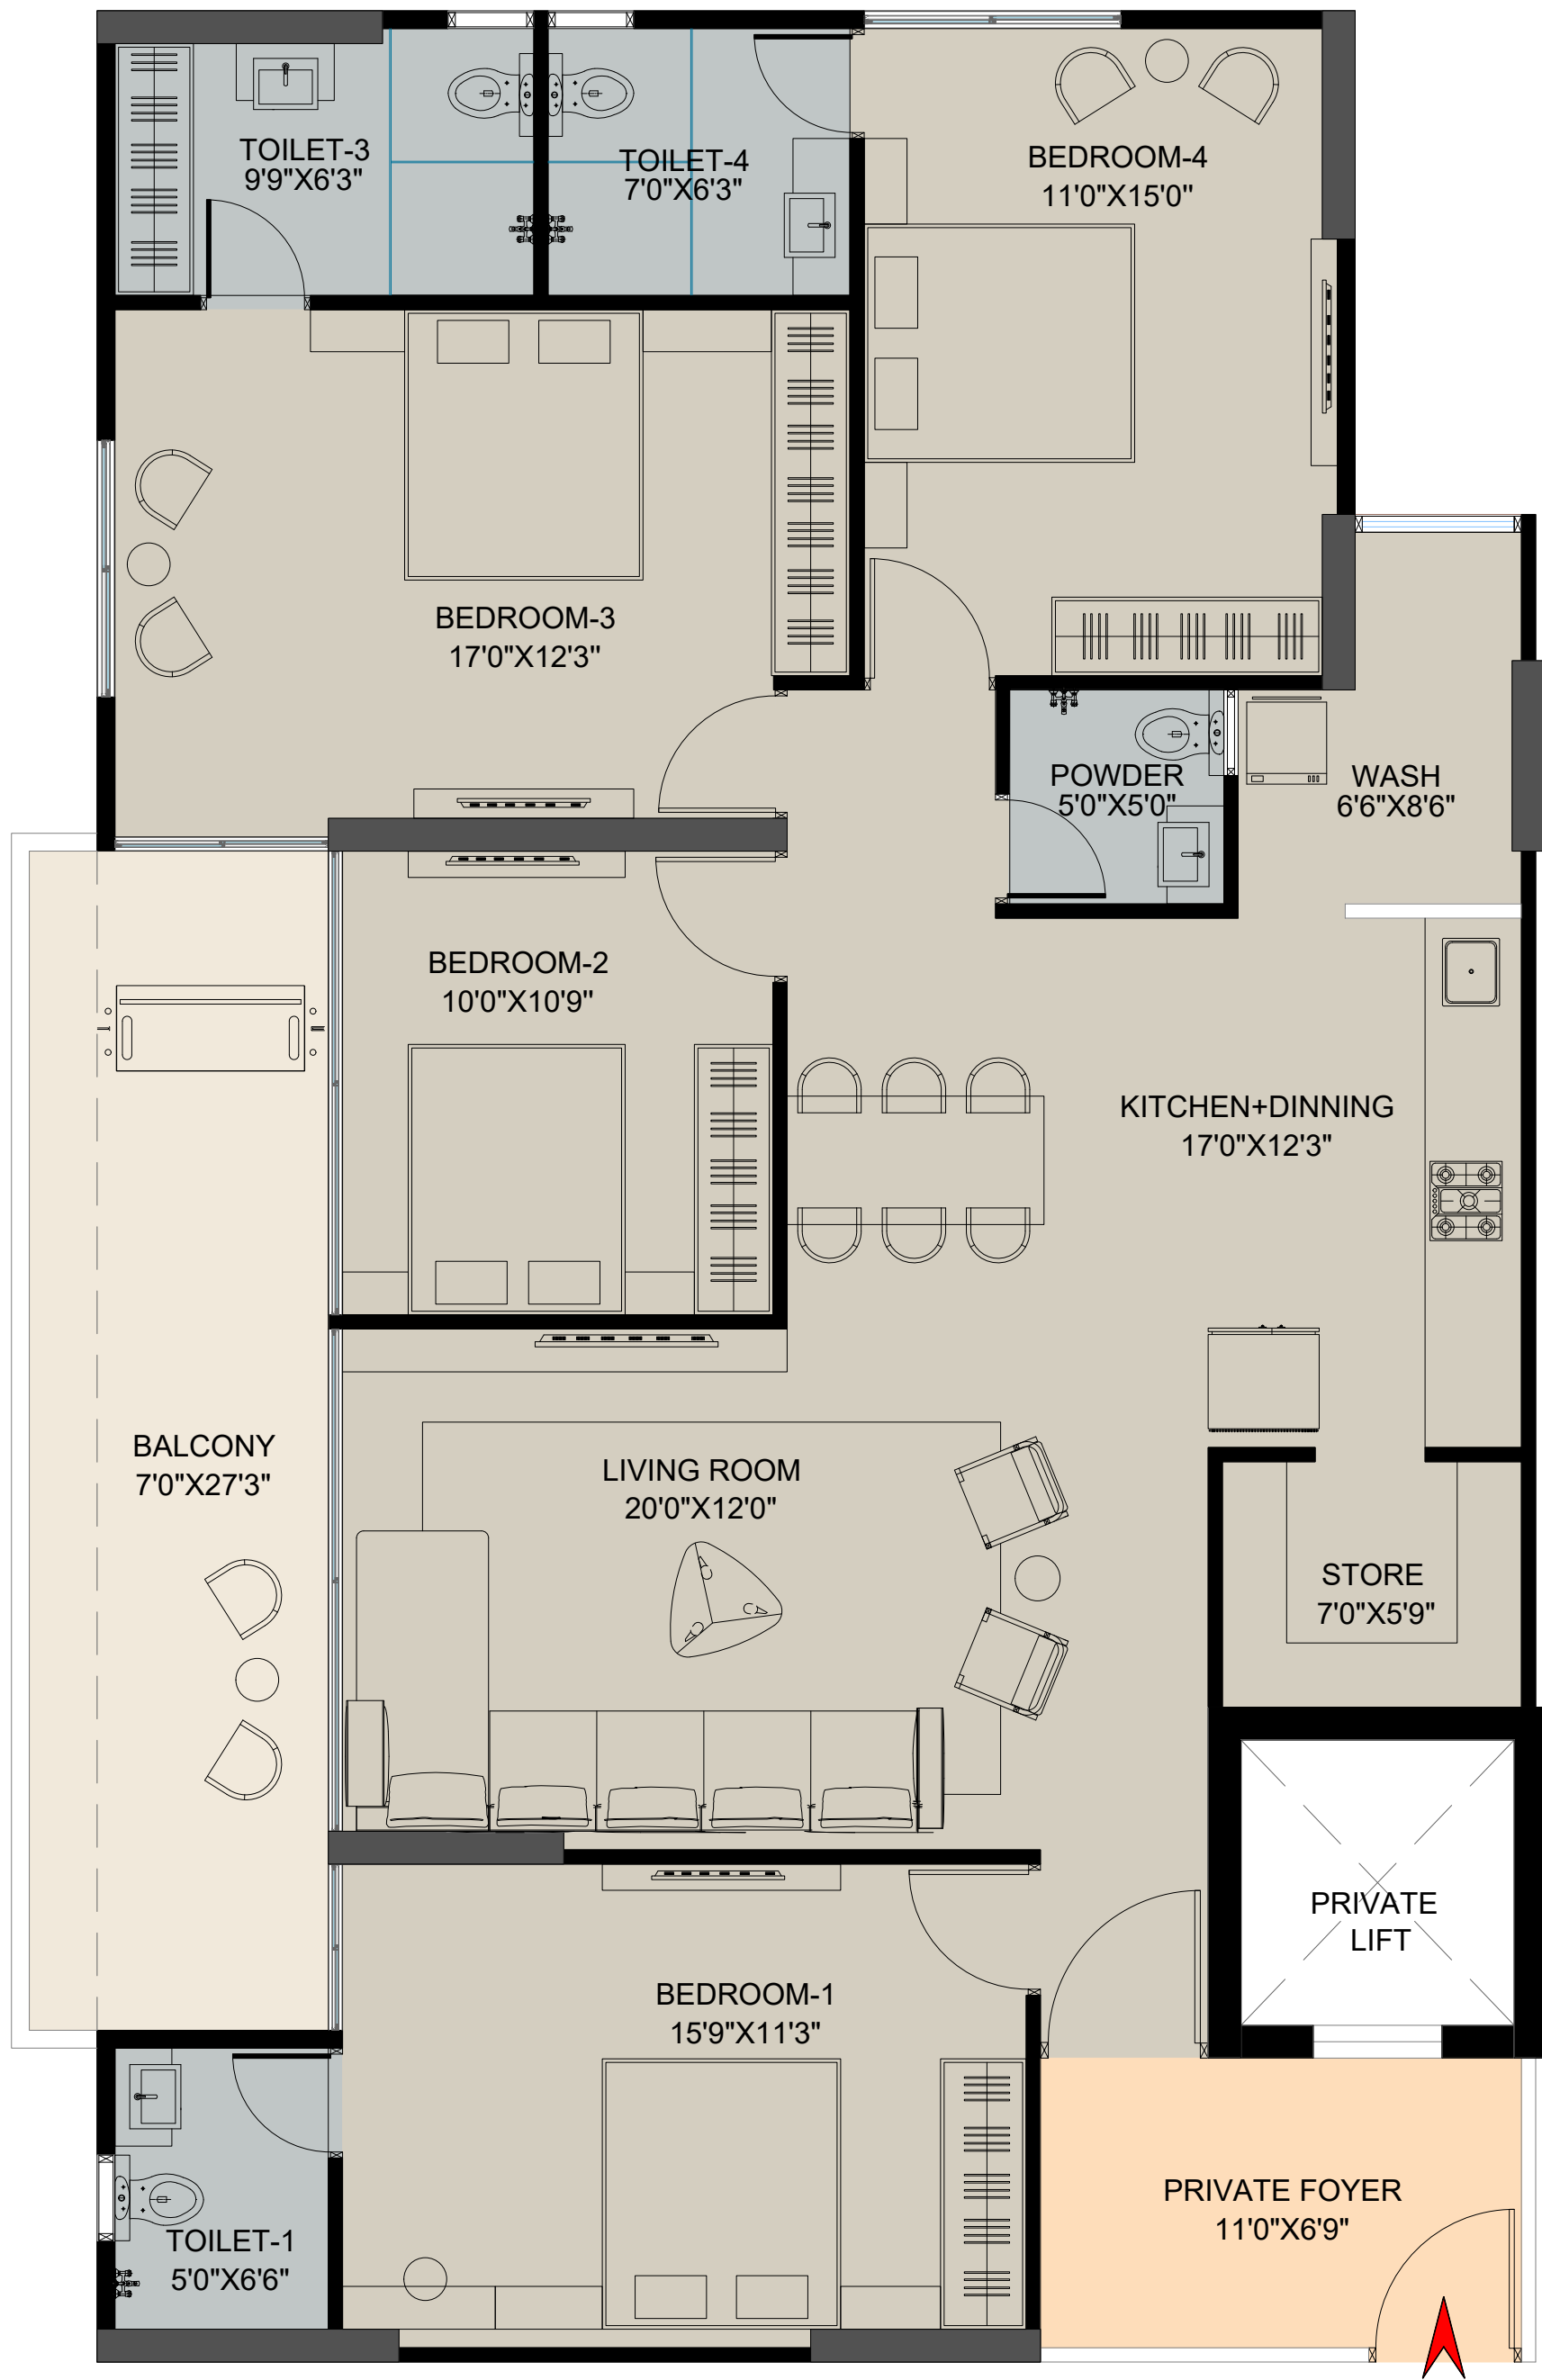 TOILET-3
9'9"X6'3"
TOILET-4
7'0"X6'3"
BEDROOM-4
11'0"X15'0"
BEDROOM-3
17'0"X12'3"
POWDER
5'0"X5'0"
WASH
6'6"X8'6"
BEDROOM-2
10'0"X10'9"
KITCHEN+DINNING
17'0"X12'3"
BALCONY
7'0"X27'3"
LIVING ROOM
20'0"X12'0"
STORE
7'0"X5'9"
PRIVATE
LIFT
BEDROOM-1
15'9"X11'3"
PRIVATE FOYER
11'0"X6'9"
TOILET-1
5'0"X6'6"